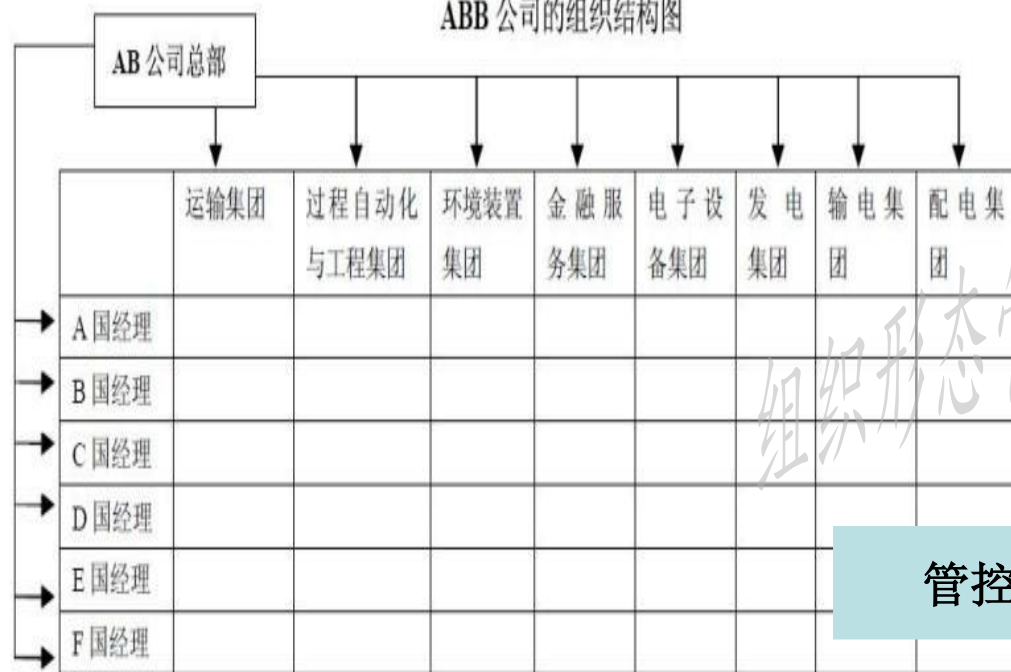 ABB 公司的组织结构图
AB 公司总部
运输集团
过程自动化
与工程集团
环境装置
集团
金融服
务集团
电子设
备集团
发电
集团
输电集
团
配电集
团
A 国经理
B 国经理
C 国经理
D 国经理
E 国经理
F 国经理
组织形态
管控